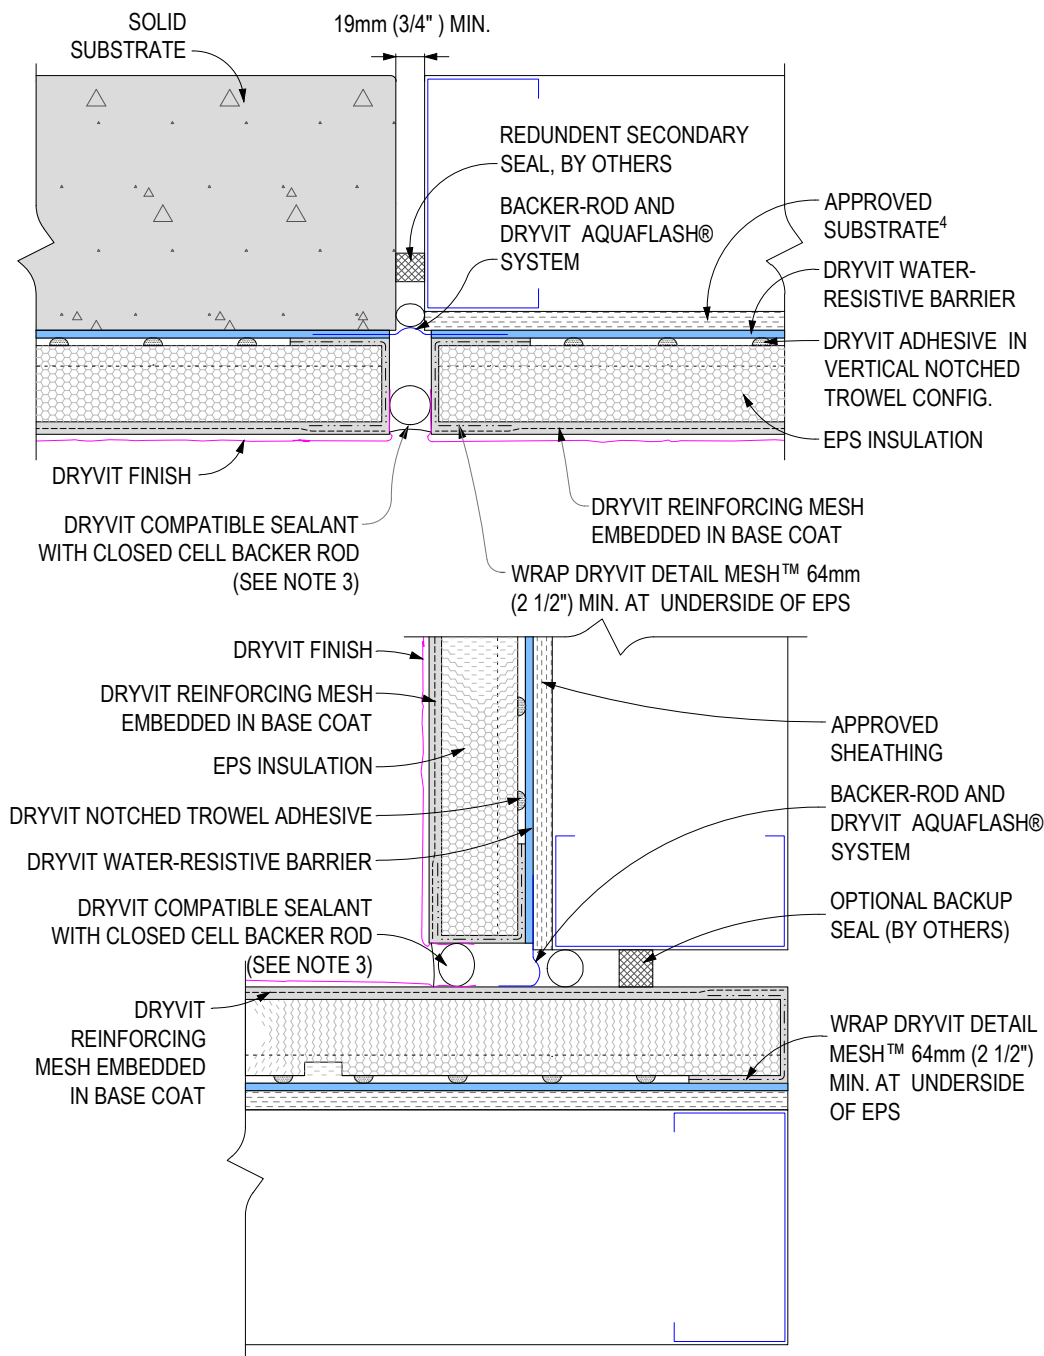 SOLID
SUBSTRATE
19mm (3/4" ) MIN.
REDUNDENT SECONDARY
SEAL, BY OTHERS
BACKER-ROD AND
DRYVIT AQUAFLASH®
SYSTEM
APPROVED
SUBSTRATE4
DRYVIT WATER-
RESISTIVE BARRIER
DRYVIT ADHESIVE IN
VERTICAL NOTCHED
TROWEL CONFIG.
EPS INSULATION
DRYVIT FINISH
DRYVIT COMPATIBLE SEALANT
WITH CLOSED CELL BACKER ROD
(SEE NOTE 3)
DRYVIT REINFORCING MESH
EMBEDDED IN BASE COAT
WRAP DRYVIT DETAIL MESH™ 64mm
(2 1/2") MIN. AT UNDERSIDE OF EPS
DRYVIT FINISH
DRYVIT REINFORCING MESH
EMBEDDED IN BASE COAT
EPS INSULATION
DRYVIT NOTCHED TROWEL ADHESIVE
DRYVIT WATER-RESISTIVE BARRIER
DRYVIT COMPATIBLE SEALANT
WITH CLOSED CELL BACKER ROD
(SEE NOTE 3)
DRYVIT
REINFORCING
MESH EMBEDDED
IN BASE COAT
APPROVED
SHEATHING
BACKER-ROD AND
DRYVIT AQUAFLASH®
SYSTEM
OPTIONAL BACKUP
SEAL (BY OTHERS)
WRAP DRYVIT DETAIL
MESH™ 64mm (2 1/2")
MIN. AT UNDERSIDE
OF EPS